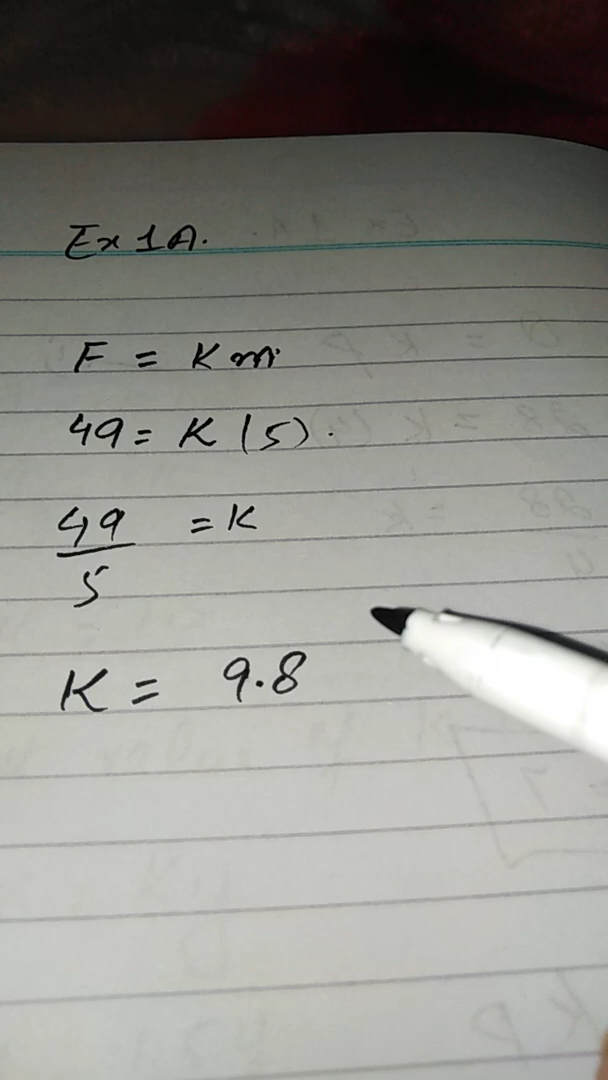 Ex 1A.
F = Km
49 = K (5).
49/5 = K
K = 9.8